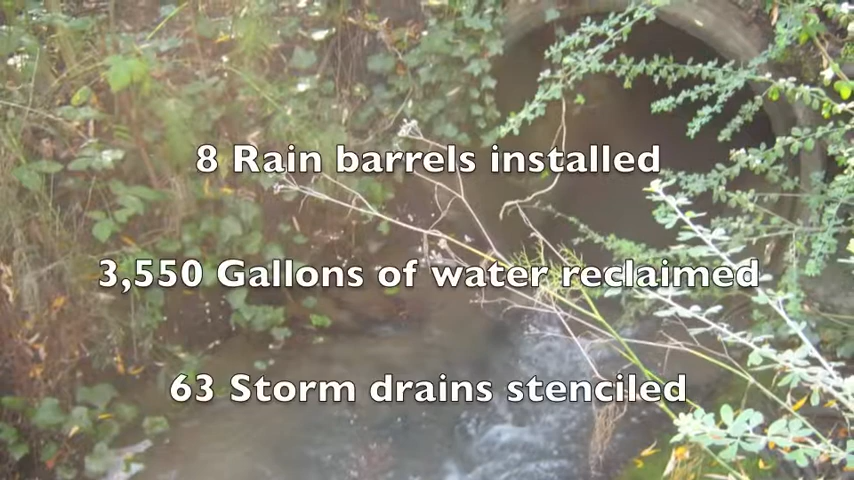 8 Rain barrels installed
3,550 Gallons of water reclaimed
63 Storm drains stenciled